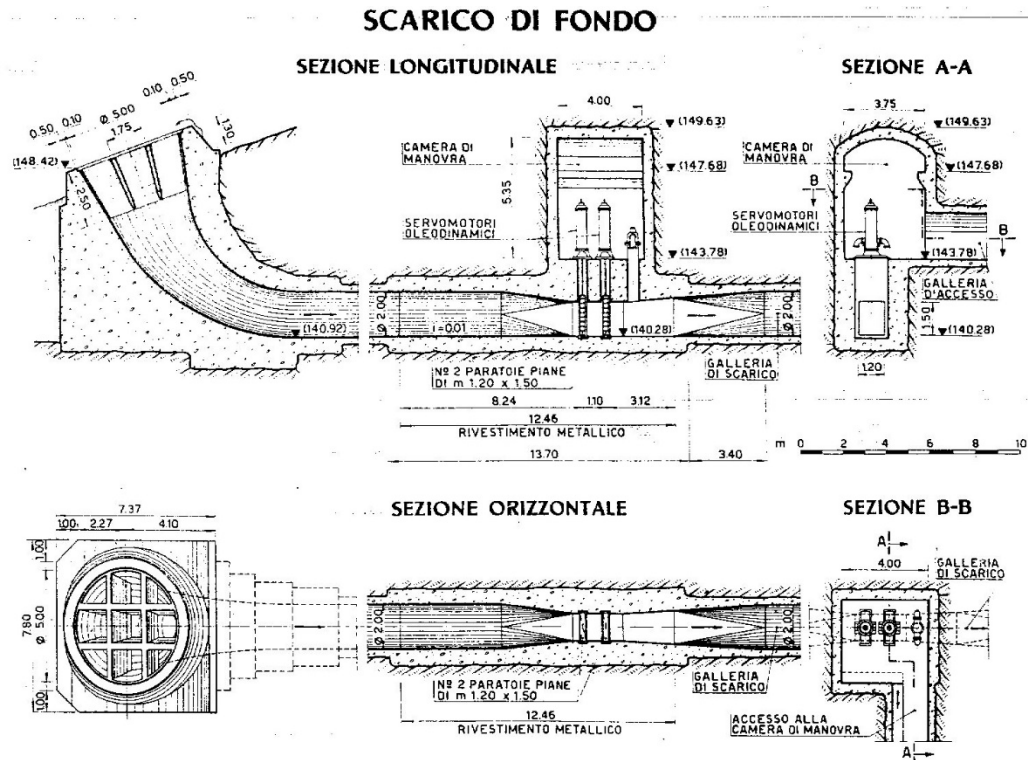 SCARICO DI FONDO
SEZIONE LONGITUDINALE
0.10 0.50
0.50 0.10
Ø 5.00
1.75
1.30
(148.42)
2.50
(140.92)
4.00
(149.63)
CAMERA DI
MANOVRA
(147.68)
5.35
SERVOMOTORI
OLEODINAMICI
(143.78)
Ø 2.00
i=0.01
(140.28)
Ø 2.00
Nº 2 PARATOIE PIANE
DI m 1.20 x 1.50
GALLERIA
DI SCARICO
8.24
1.10
3.12
12.46
RIVESTIMENTO METALLICO
13.70
3.40
SEZIONE A-A
3.75
(149.63)
CAMERA DI
MANOVRA
(147.68)
B
SERVOMOTORI
OLEODINAMICI
B
(143.78)
GALLERIA
D'ACCESSO
1.50
(140.28)
1.20
m 0 2 4 6 8 10
SEZIONE ORIZZONTALE
7.37
1.00 2.27 4.10
1.00
7.80
Ø 5.00
1.00
Ø 2.00
Ø 2.00
Nº 2 PARATOIE PIANE
DI m 1.20 x 1.50
GALLERIA
DI SCARICO
12.46
RIVESTIMENTO METALLICO
SEZIONE B-B
A
4.00
GALLERIA
DI SCARICO
ACCESSO ALLA
CAMERA DI MANOVRA
A